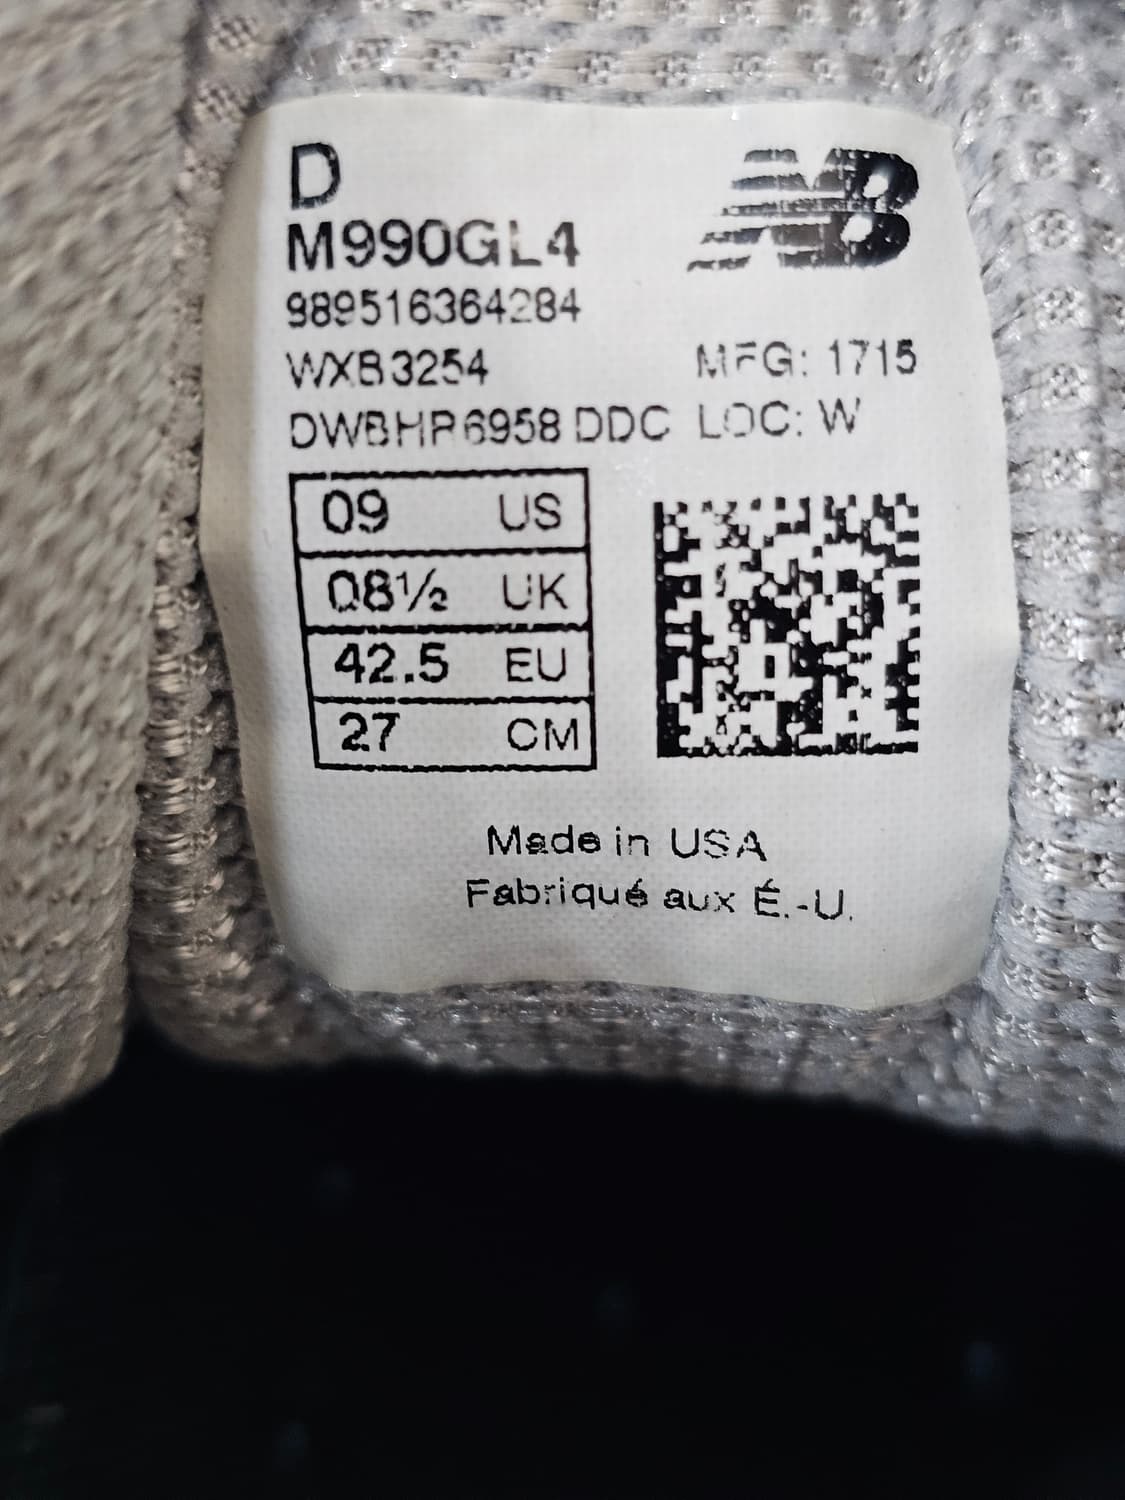 D
NB
M990GL4
989516364284
WXB3254 MFG: 1715
DWBHR6958 DDC LOC: W
09 US
08½ UK
42.5 EU
27 CM
Made in USA
Fabriqué aux É.-U.